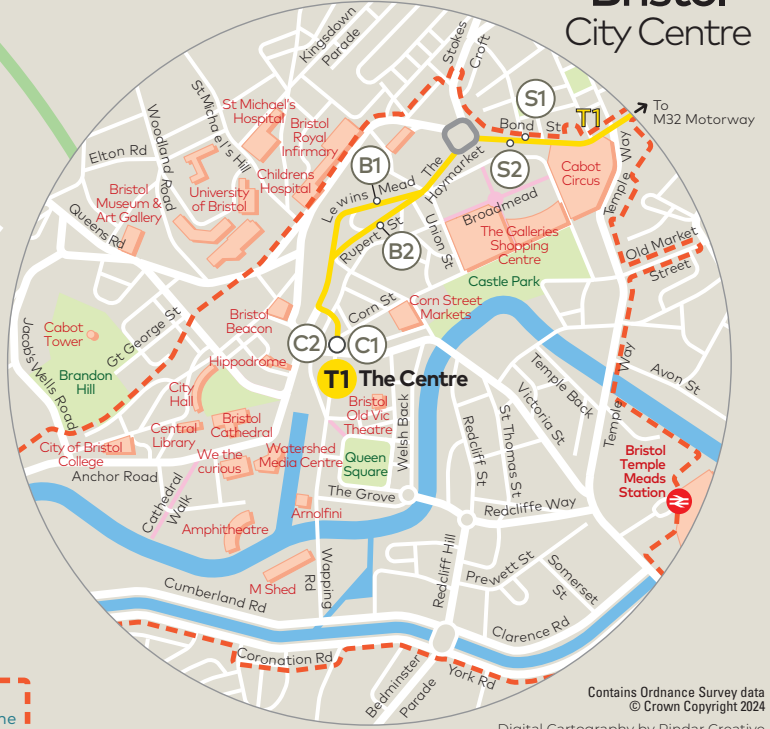 Bristol
City Centre
Kingsdown
Parade
Stokes
Croft
S1
T1
To
M32 Motorway
Bond St
S2
St Michael's
Hospital
St Michael's Hill
Woodland Road
Bristol
Royal
Infirmary
Elton Rd
Childrens
Hospital
B1
The
Haymarket
Lewins Mead
Cabot
Circus
Temple Way
University
of Bristol
Bristol
Museum &
Art Gallery
Queens Rd
Broadmead
Union St
Rupert St
B2
The Galleries
Shopping
Centre
Old Market
Street
Castle Park
Corn St
Corn Street
Markets
Bristol
Beacon
Gt George St
Cabot
Tower
Jacob's Wells Road
Brandon
Hill
C2
C1
T1 The Centre
Hippodrome
City
Hall
Bristol
Old Vic
Theatre
Welsh Back
Temple Back
Victoria St
Avon St
Temple Way
Redcliff St
St Thomas St
Central
Library
Bristol
Cathedral
City of Bristol
College
We the
curious
Watershed
Media Centre
Queen
Square
Bristol
Temple
Meads
Station
Anchor Road
Cathedral
Walk
The Grove
Arnolfini
Redcliffe Way
Amphitheatre
M Shed
Wapping
Rd
Redcliff Hill
Prewett St
Somerset
St
Cumberland Rd
Clarence Rd
Coronation Rd
York Rd
Bedminster
Parade
Contains Ordnance Survey data
© Crown Copyright 2024
Digital Cartography by Pindar Creative